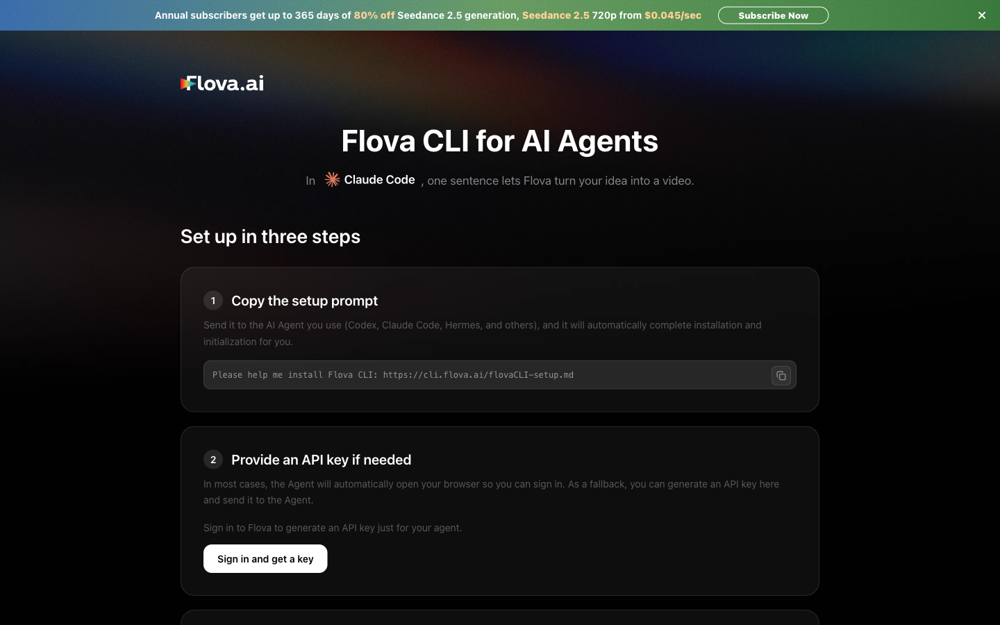 Annual subscribers get up to 365 days of 80% off Seedance 2.5 generation, Seedance 2.5 720p from $0.045/sec
Subscribe Now
Flova.ai
Flova CLI for AI Agents
In Claude Code , one sentence lets Flova turn your idea into a video.
Set up in three steps
1 Copy the setup prompt
Send it to the AI Agent you use (Codex, Claude Code, Hermes, and others), and it will automatically complete installation and
initialization for you.
Please help me install Flova CLI: https://cli.flova.ai/flovaCLI-setup.md
2 Provide an API key if needed
In most cases, the Agent will automatically open your browser so you can sign in. As a fallback, you can generate an API key here
and send it to the Agent.
Sign in to Flova to generate an API key just for your agent.
Sign in and get a key